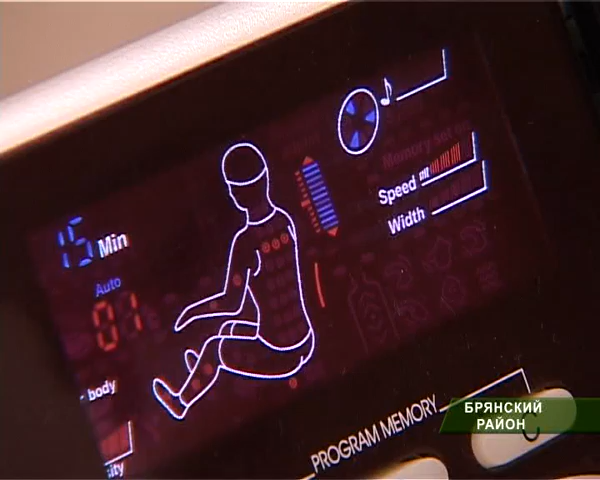 Memory set
Speed
Width
15 Min
Auto
01
body
PROGRAM MEMORY
C
БРЯНСКИЙ
РАЙОН